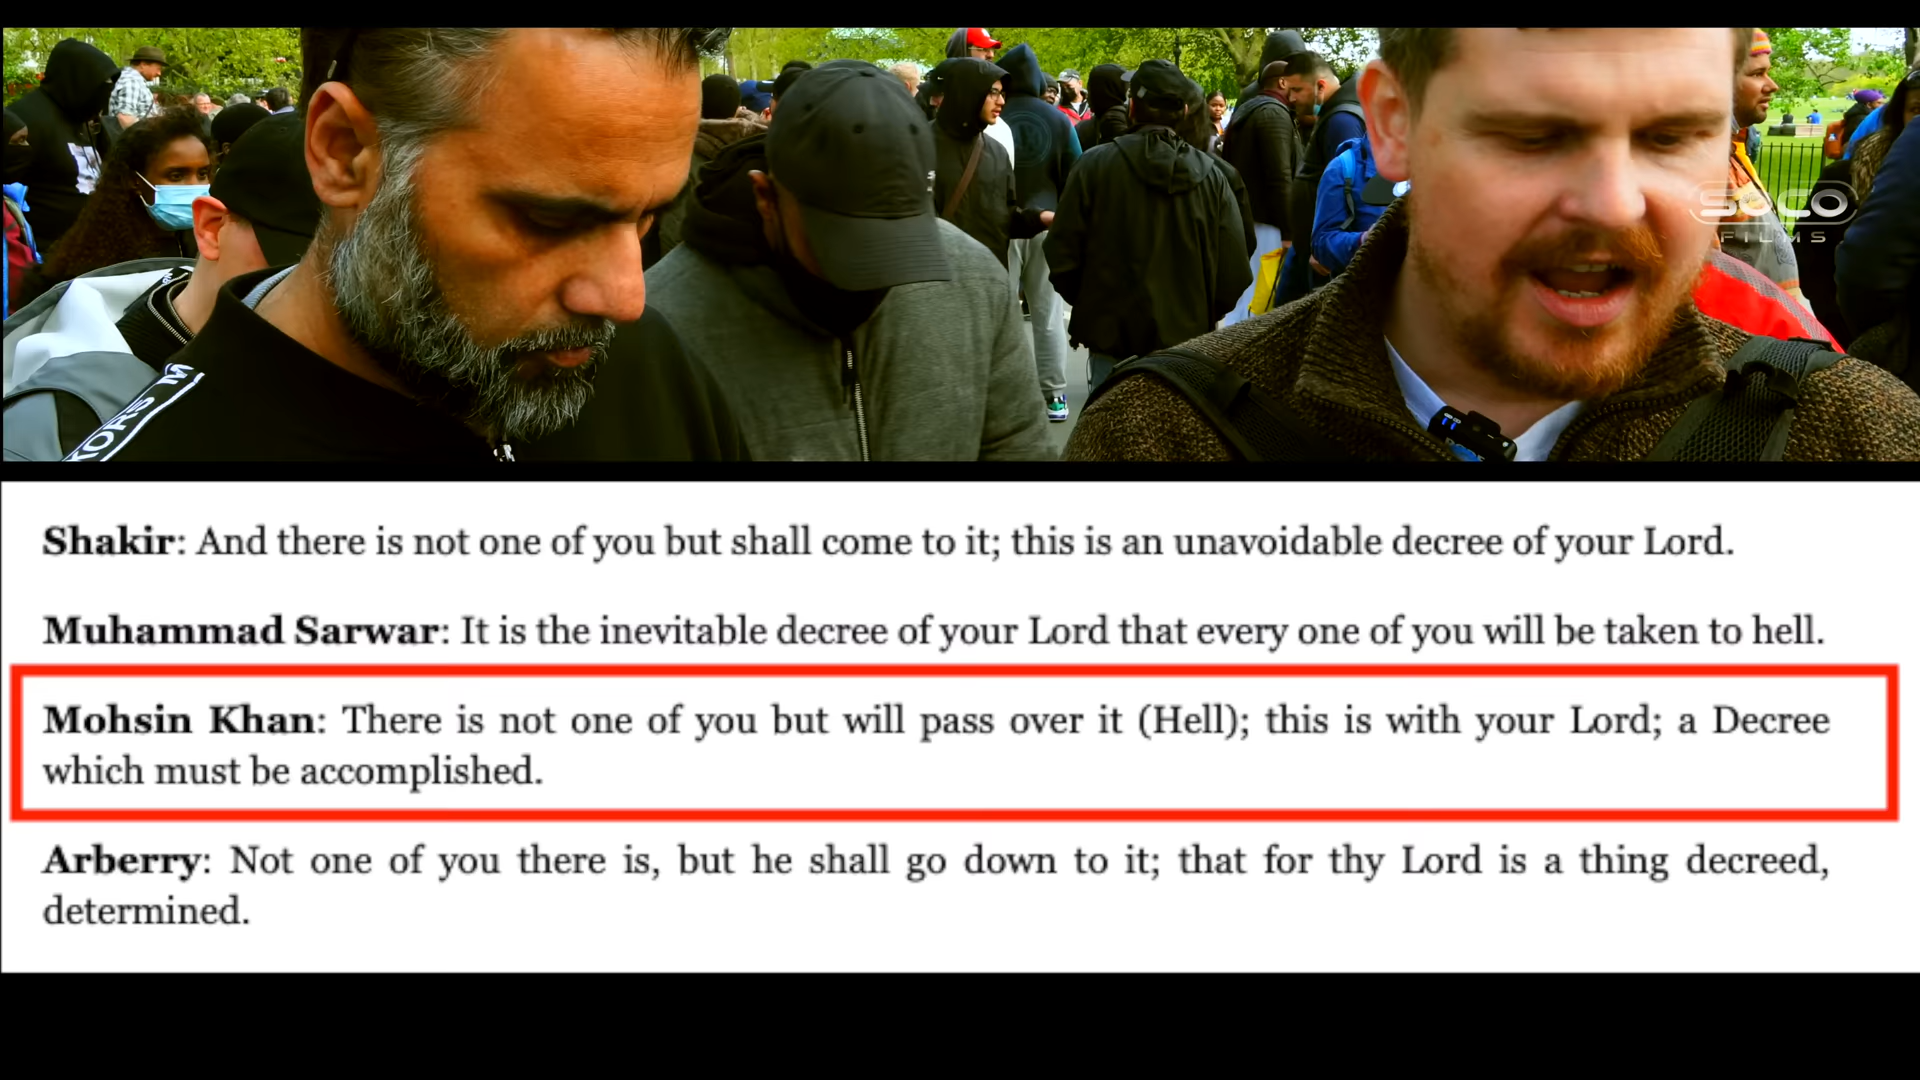 SOCO
FILMS
KORS M
Shakir: And there is not one of you but shall come to it; this is an unavoidable decree of your Lord.
Muhammad Sarwar: It is the inevitable decree of your Lord that every one of you will be taken to hell.
Mohsin Khan: There is not one of you but will pass over it (Hell); this is with your Lord; a Decree
which must be accomplished.
Arberry: Not one of you there is, but he shall go down to it; that for thy Lord is a thing decreed,
determined.